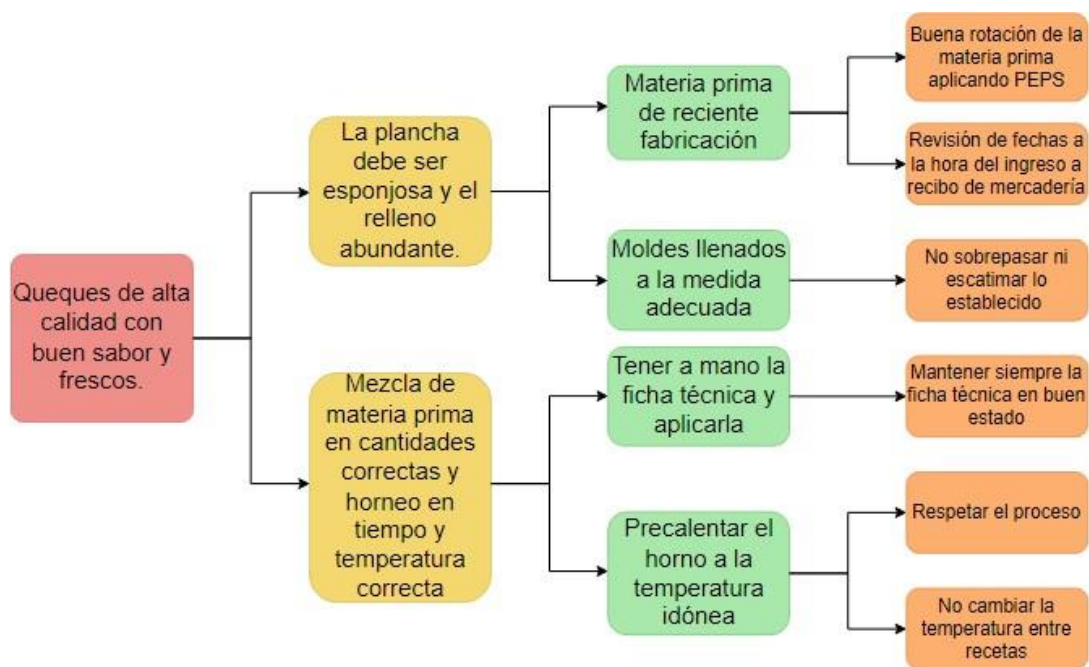 Queques de alta
calidad con
buen sabor y
frescos.
La plancha
debe ser
esponjosa y el
relleno
abundante.
Mezcla de
materia prima
en cantidades
correctas y
horneo en
tiempo y
temperatura
correcta
Materia prima
de reciente
fabricación
Moldes llenados
a la medida
adecuada
Tener a mano la
ficha técnica y
aplicarla
Precalentar el
horno a la
temperatura
idónea
Buena rotación de la
materia prima
aplicando PEPS
Revisión de fechas a
la hora del ingreso a
recibo de mercadería
No sobrepasar ni
escatimar lo
establecido
Mantener siempre la
ficha técnica en buen
estado
Respetar el proceso
No cambiar la
temperatura entre
recetas